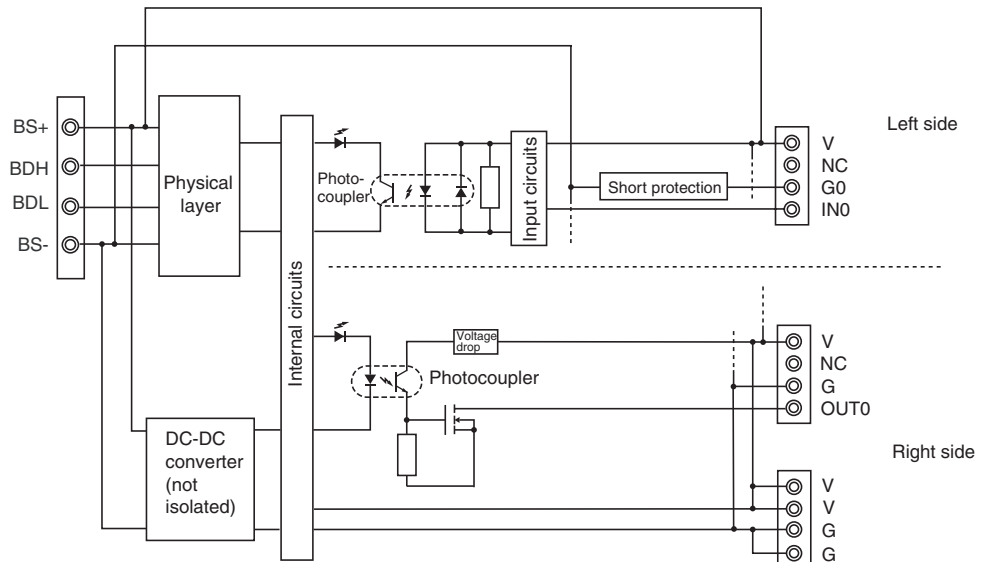 BS+
BDH
BDL
BS-
Physical
layer
Internal circuits
Photo-
coupler
Input circuits
Short protection
V
NC
G0
IN0
Left side
DC-DC
converter
(not
isolated)
Voltage
drop
Photocoupler
V
NC
G
OUT0
Right side
V
V
G
G